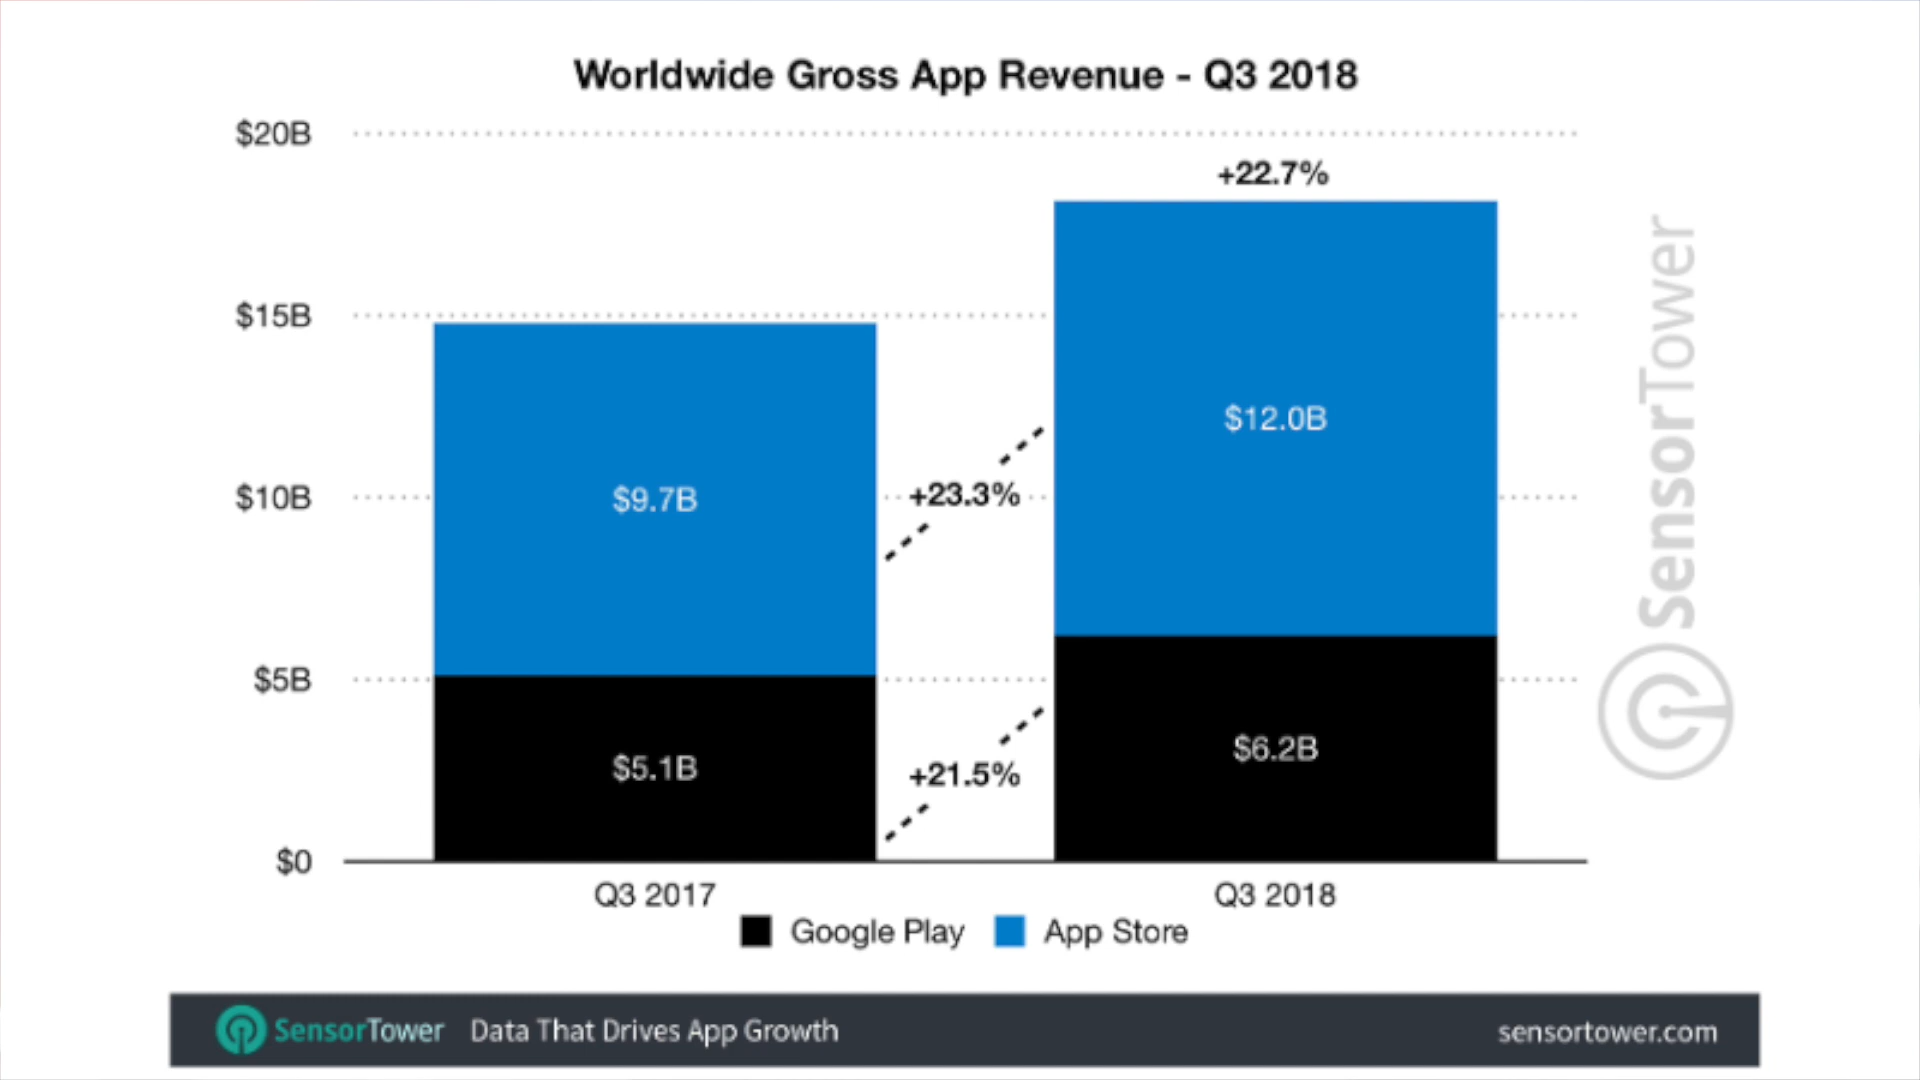 Worldwide Gross App Revenue - Q3 2018
$20B
+22.7%
$15B
$12.0B
$10B
$9.7B
+23.3%
$5B
$5.1B
+21.5%
$6.2B
$0
Q3 2017
Q3 2018
Google Play
App Store
SensorTower
SensorTower Data That Drives App Growth
sensortower.com